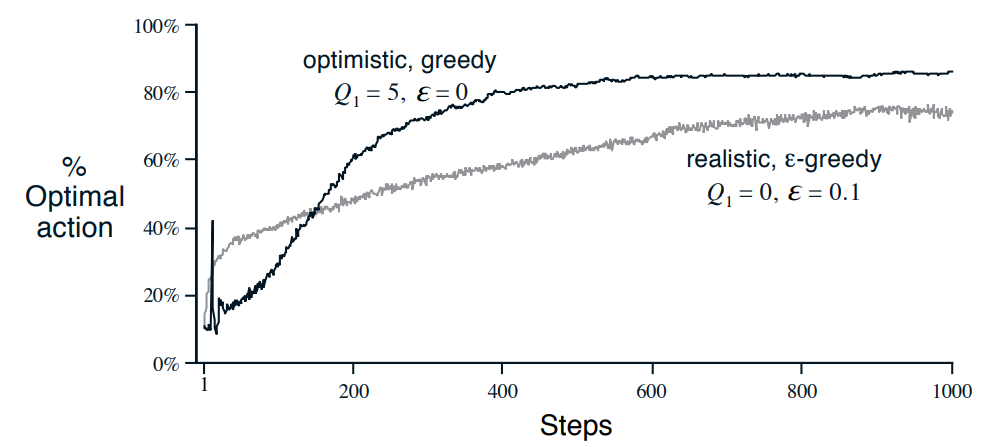 100%
80%
60%
40%
20%
0%
%
Optimal
action
optimistic, greedy
Q₁ = 5, ε = 0
realistic, ε-greedy
Q₁ = 0, ε = 0.1
1
200
400
600
800
1000
Steps